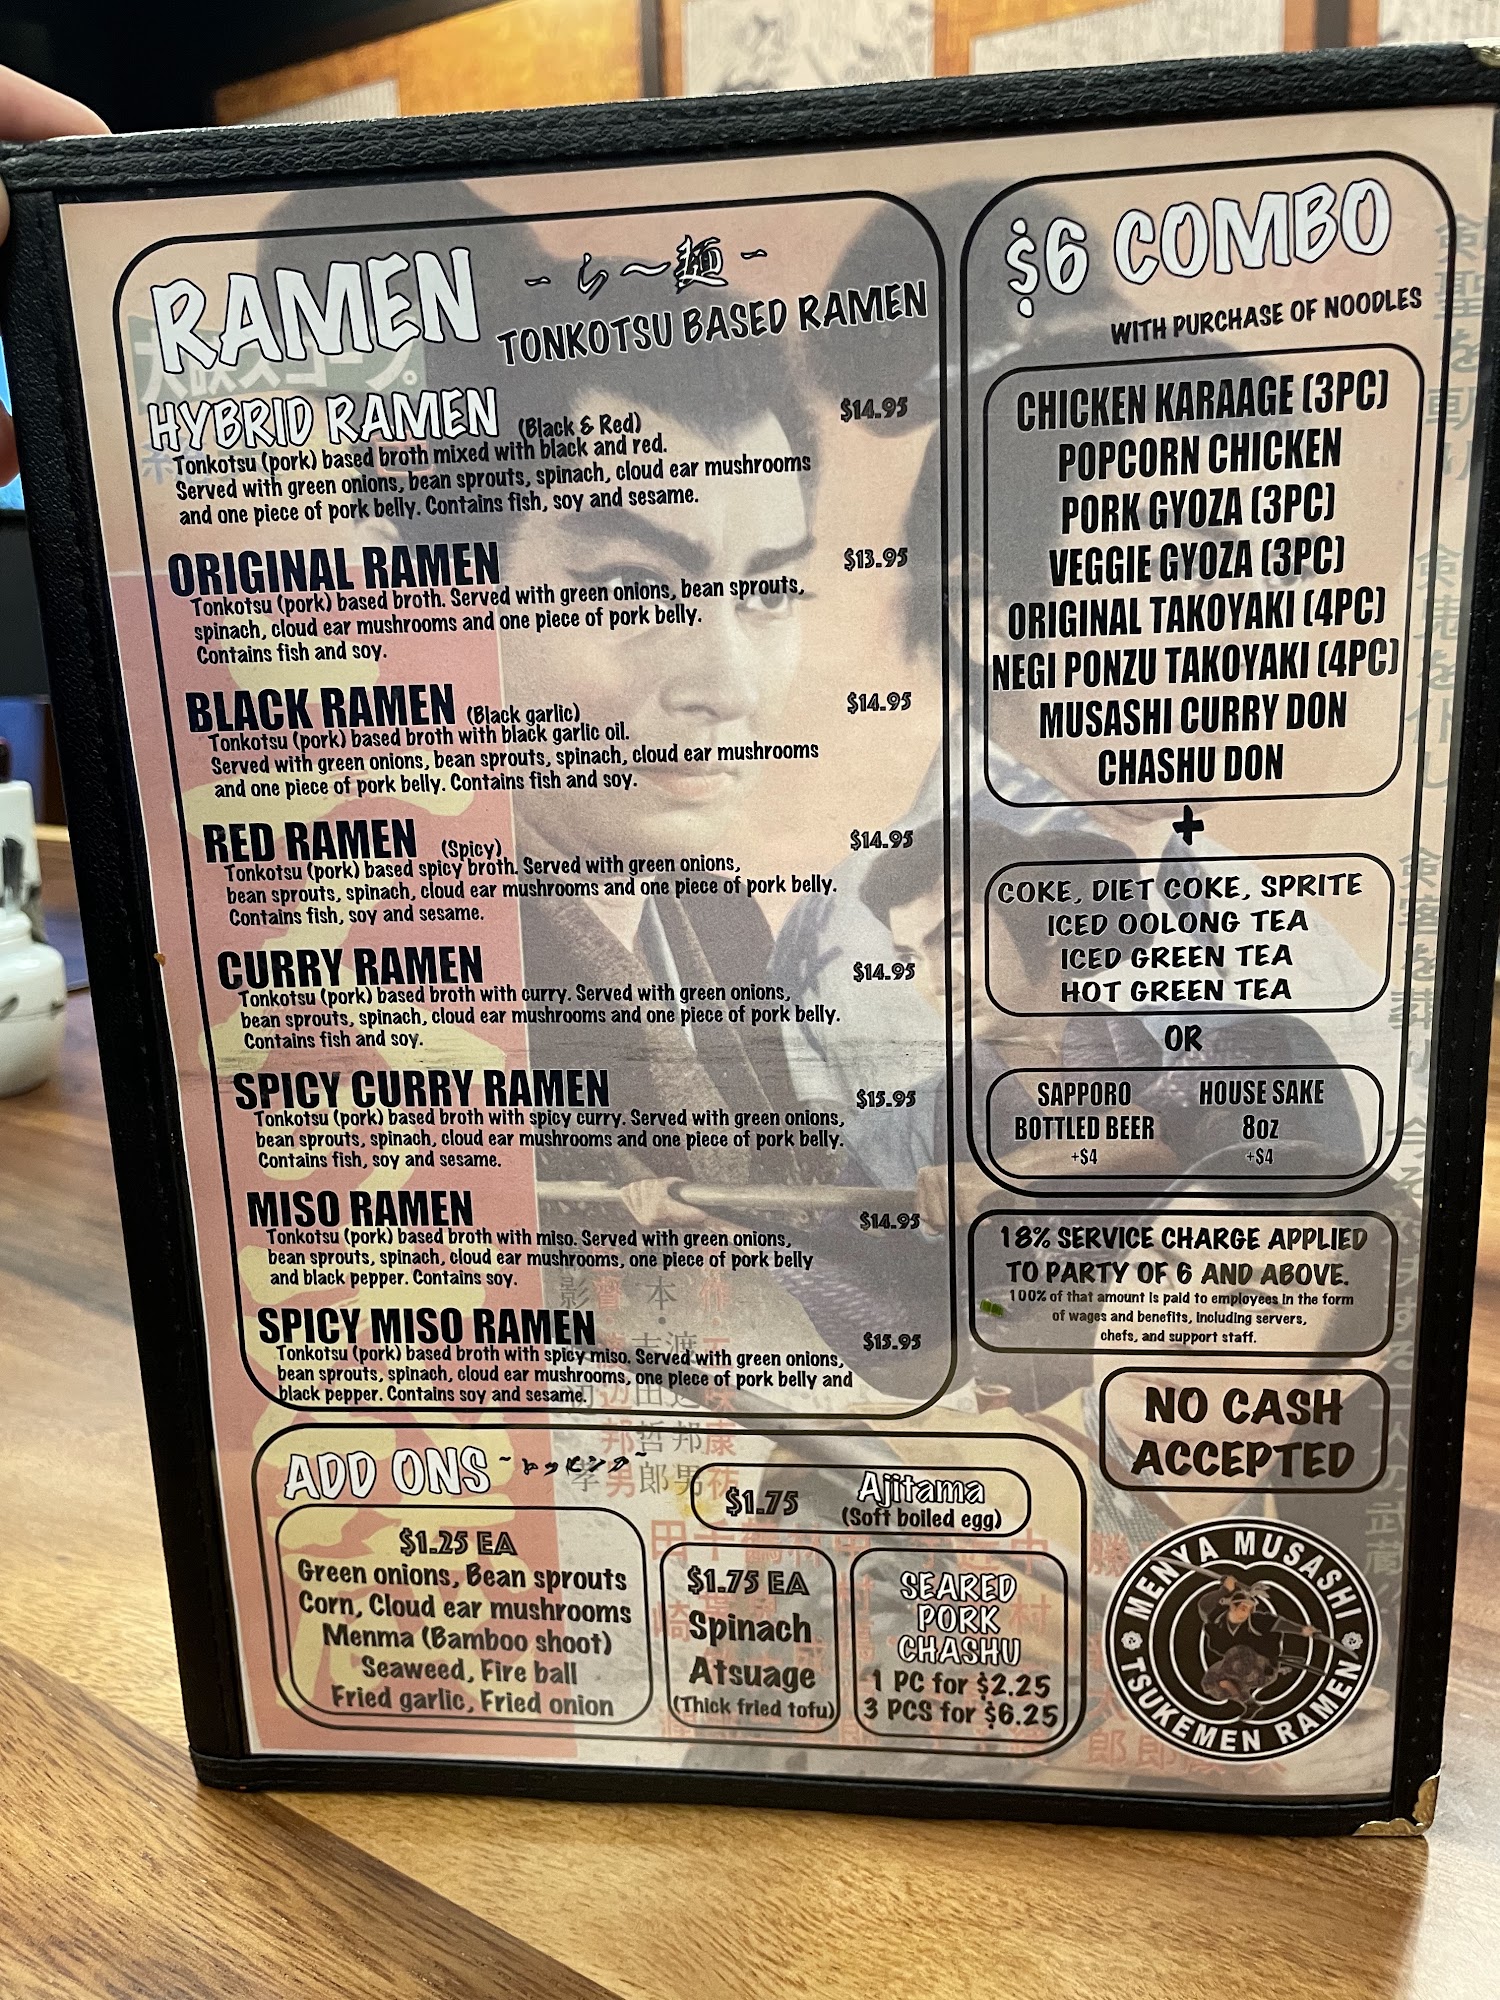 RAMEN
- ら〜麺 -
TONKOTSU BASED RAMEN
HYBRID RAMEN (Black & Red) $14.95
Tonkotsu (pork) based broth mixed with black and red.
Served with green onions, bean sprouts, spinach, cloud ear mushrooms
and one piece of pork belly. Contains fish, soy and sesame.
ORIGINAL RAMEN $13.95
Tonkotsu (pork) based broth. Served with green onions, bean sprouts,
spinach, cloud ear mushrooms and one piece of pork belly.
Contains fish and soy.
BLACK RAMEN (Black garlic) $14.95
Tonkotsu (pork) based broth with black garlic oil.
Served with green onions, bean sprouts, spinach, cloud ear mushrooms
and one piece of pork belly. Contains fish and soy.
RED RAMEN (Spicy) $14.95
Tonkotsu (pork) based spicy broth. Served with green onions,
bean sprouts, spinach, cloud ear mushrooms and one piece of pork belly.
Contains fish, soy and sesame.
CURRY RAMEN $14.95
Tonkotsu (pork) based broth with curry. Served with green onions,
bean sprouts, spinach, cloud ear mushrooms and one piece of pork belly.
Contains fish and soy.
SPICY CURRY RAMEN $15.95
Tonkotsu (pork) based broth with spicy curry. Served with green onions,
bean sprouts, spinach, cloud ear mushrooms and one piece of pork belly.
Contains fish, soy and sesame.
MISO RAMEN $14.95
Tonkotsu (pork) based broth with miso. Served with green onions,
bean sprouts, spinach, cloud ear mushrooms, one piece of pork belly
and black pepper. Contains soy.
SPICY MISO RAMEN $15.95
Tonkotsu (pork) based broth with spicy miso. Served with green onions,
bean sprouts, spinach, cloud ear mushrooms, one piece of pork belly and
black pepper. Contains soy and sesame.
ADD ONS ~トッピング~
$1.25 EA
Green onions, Bean sprouts
Corn, Cloud ear mushrooms
Menma (Bamboo shoot)
Seaweed, Fire ball
Fried garlic, Fried onion
$1.75 Ajitama
(Soft boiled egg)
$1.75 EA
Spinach
Atsuage
(Thick fried tofu)
SEARED
PORK
CHASHU
1 PC for $2.25
3 PCS for $6.25
$6 COMBO
WITH PURCHASE OF NOODLES
CHICKEN KARAAGE (3PC)
POPCORN CHICKEN
PORK GYOZA (3PC)
VEGGIE GYOZA (3PC)
ORIGINAL TAKOYAKI (4PC)
NEGI PONZU TAKOYAKI (4PC)
MUSASHI CURRY DON
CHASHU DON
+
COKE, DIET COKE, SPRITE
ICED OOLONG TEA
ICED GREEN TEA
HOT GREEN TEA
OR
SAPPORO
BOTTLED BEER
+$4
HOUSE SAKE
8oz
+$4
18% SERVICE CHARGE APPLIED
TO PARTY OF 6 AND ABOVE.
100% of that amount is paid to employees in the form
of wages and benefits, including servers,
chefs, and support staff.
NO CASH
ACCEPTED
MENYA MUSASHI
TSUKEMEN RAMEN